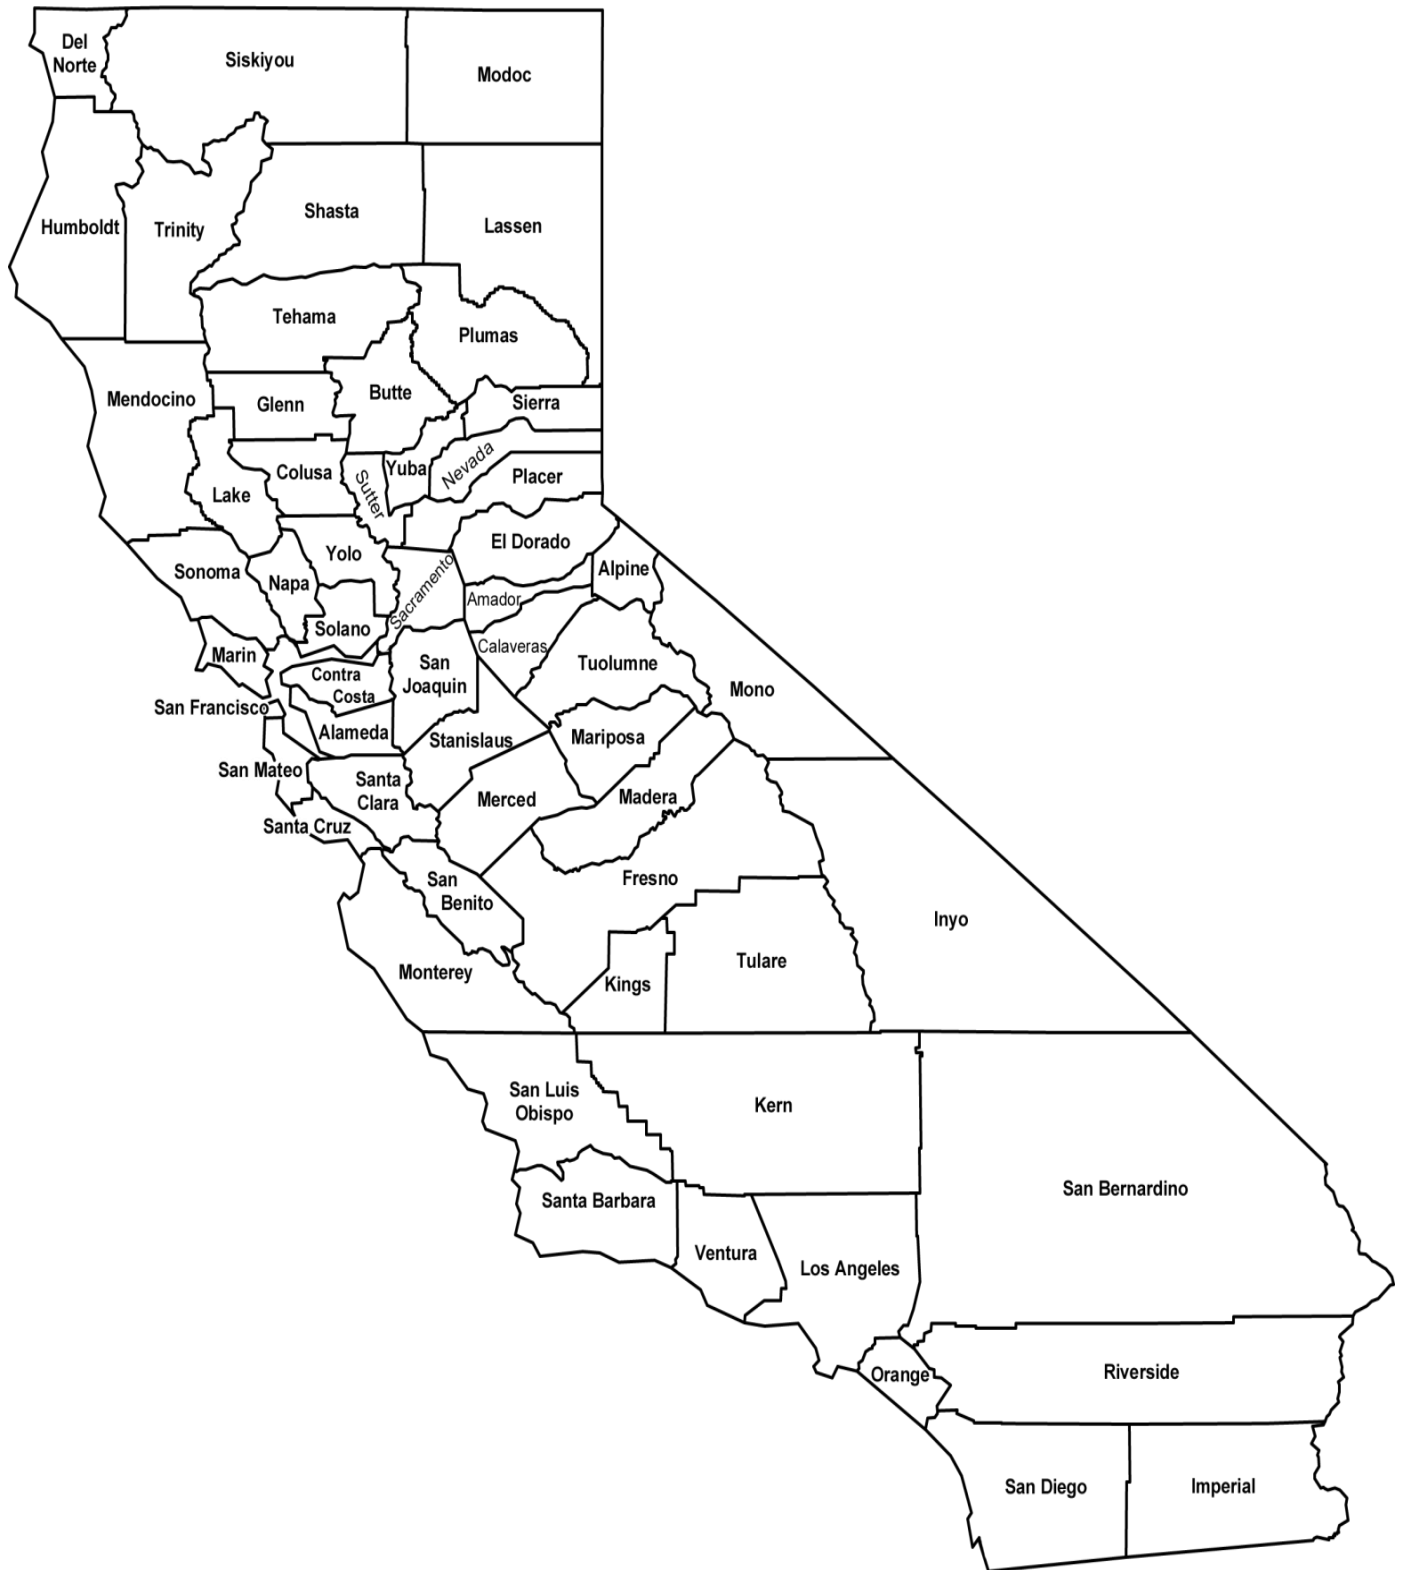 Del
Norte
Siskiyou
Modoc
Humboldt
Trinity
Shasta
Lassen
Tehama
Plumas
Mendocino
Glenn
Butte
Sierra
Lake
Colusa
Sutter
Yuba
Nevada
Placer
El Dorado
Sonoma
Napa
Yolo
Sacramento
Alpine
Amador
Solano
Marin
Calaveras
Contra
Costa
San
Joaquin
Tuolumne
Mono
San Francisco
Alameda
Stanislaus
Mariposa
San Mateo
Santa
Clara
Merced
Madera
Santa Cruz
San
Benito
Fresno
Inyo
Monterey
Kings
Tulare
San Luis
Obispo
Kern
San Bernardino
Santa Barbara
Ventura
Los Angeles
Orange
Riverside
San Diego
Imperial